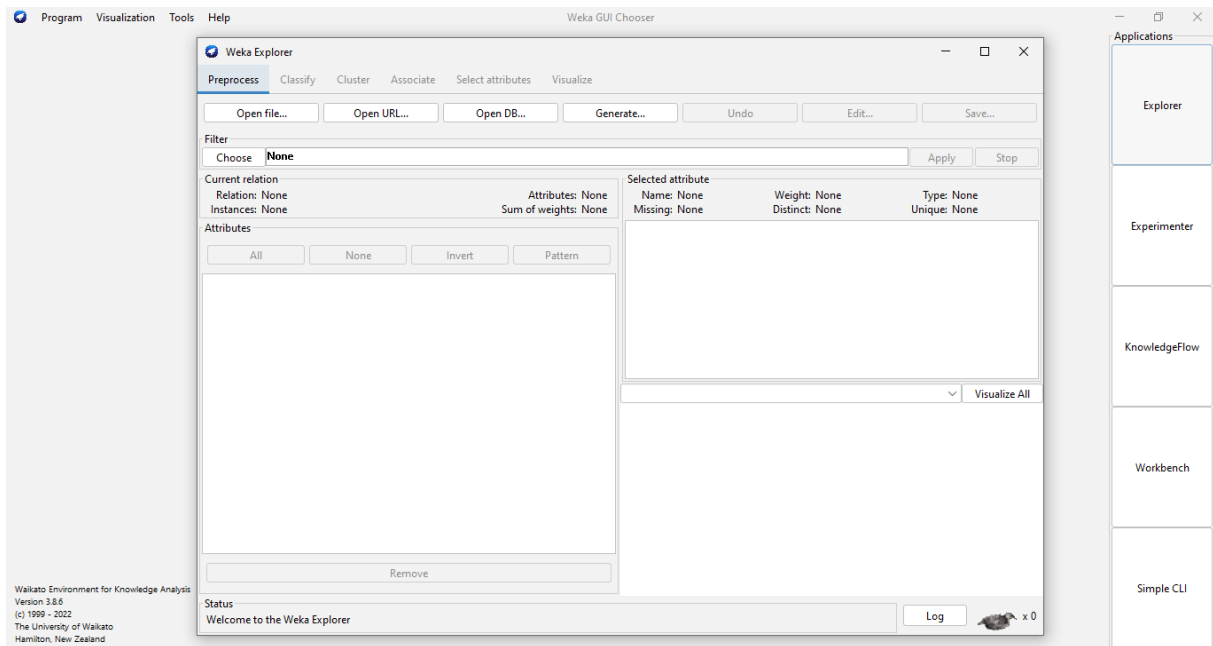 Program Visualization Tools Help Weka GUI Chooser
Applications
Weka Explorer
Preprocess Classify Cluster Associate Select attributes Visualize
Open file... Open URL... Open DB... Generate... Undo Edit... Save...
Filter
Choose None Apply Stop
Current relation
Relation: None Attributes: None
Instances: None Sum of weights: None
Selected attribute
Name: None Weight: None Type: None
Missing: None Distinct: None Unique: None
Attributes
All None Invert Pattern
Visualize All
Remove
Status
Welcome to the Weka Explorer
Log x 0
Explorer
Experimenter
KnowledgeFlow
Workbench
Simple CLI
Waikato Environment for Knowledge Analysis
Version 3.8.6
(c) 1999 - 2022
The University of Waikato
Hamilton, New Zealand